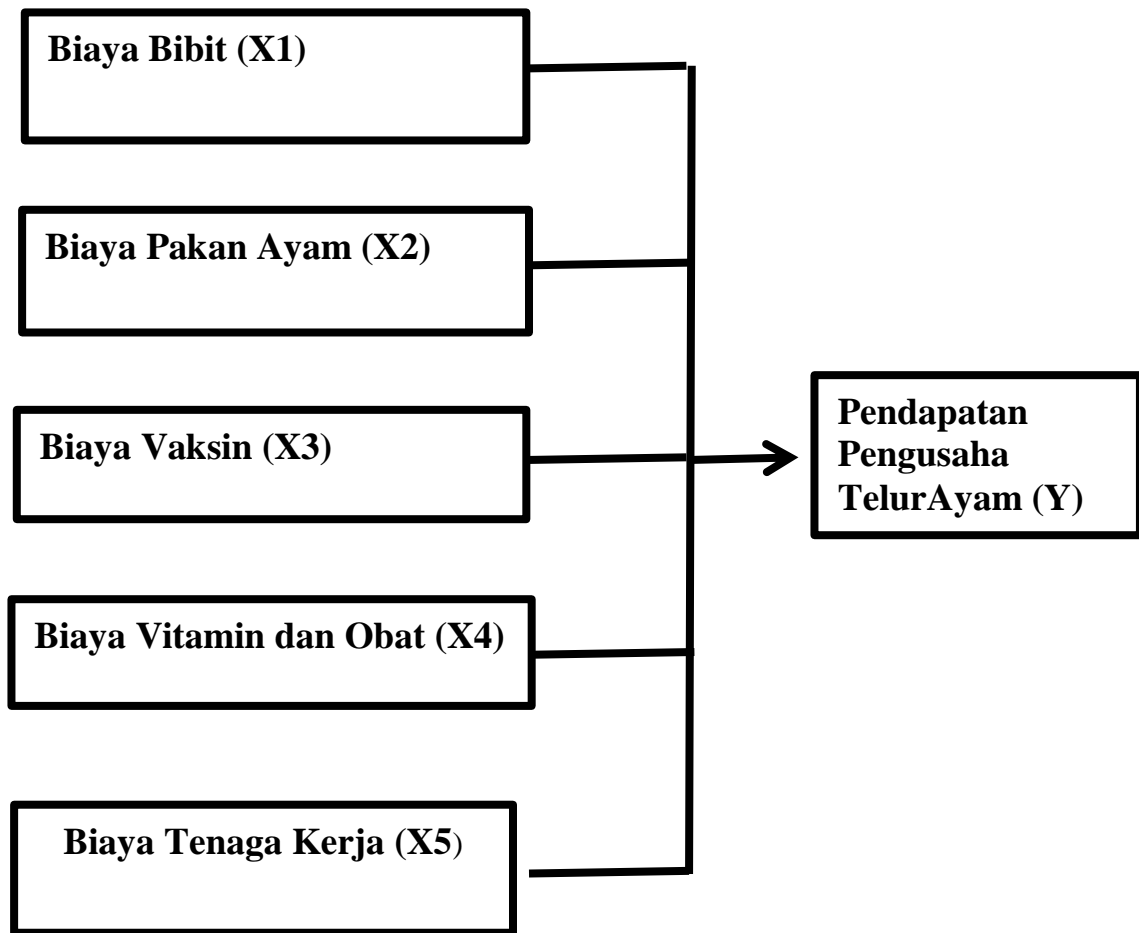 Biaya Bibit (X1)
Biaya Pakan Ayam (X2)
Biaya Vaksin (X3)
Pendapatan
Pengusaha
TelurAyam (Y)
Biaya Vitamin dan Obat (X4)
Biaya Tenaga Kerja (X5)